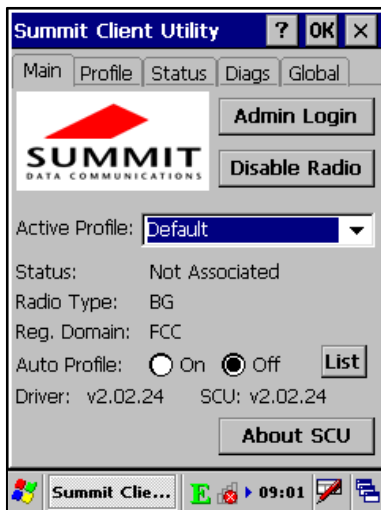 Summit Client Utility ? OK ×
Main Profile Status Diags Global
SUMMIT
DATA COMMUNICATIONS
Admin Login
Disable Radio
Active Profile: Default
Status: Not Associated
Radio Type: BG
Reg. Domain: FCC
Auto Profile: On Off List
Driver: v2.02.24 SCU: v2.02.24
About SCU
Summit Clie... E 09:01